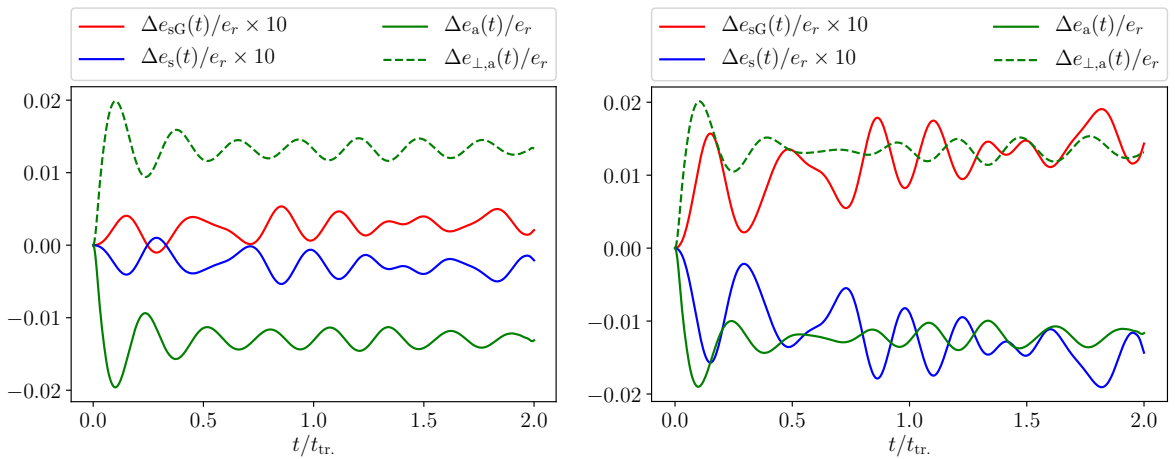 Δe_sG(t)/e_r × 10 Δe_a(t)/e_r
Δe_s(t)/e_r × 10 Δe_⊥,a(t)/e_r
0.02
0.01
0.00
−0.01
−0.02
0.0 0.5 1.0 1.5 2.0
t/t_tr.
Δe_sG(t)/e_r × 10 Δe_a(t)/e_r
Δe_s(t)/e_r × 10 Δe_⊥,a(t)/e_r
0.02
0.01
0.00
−0.01
−0.02
0.0 0.5 1.0 1.5 2.0
t/t_tr.